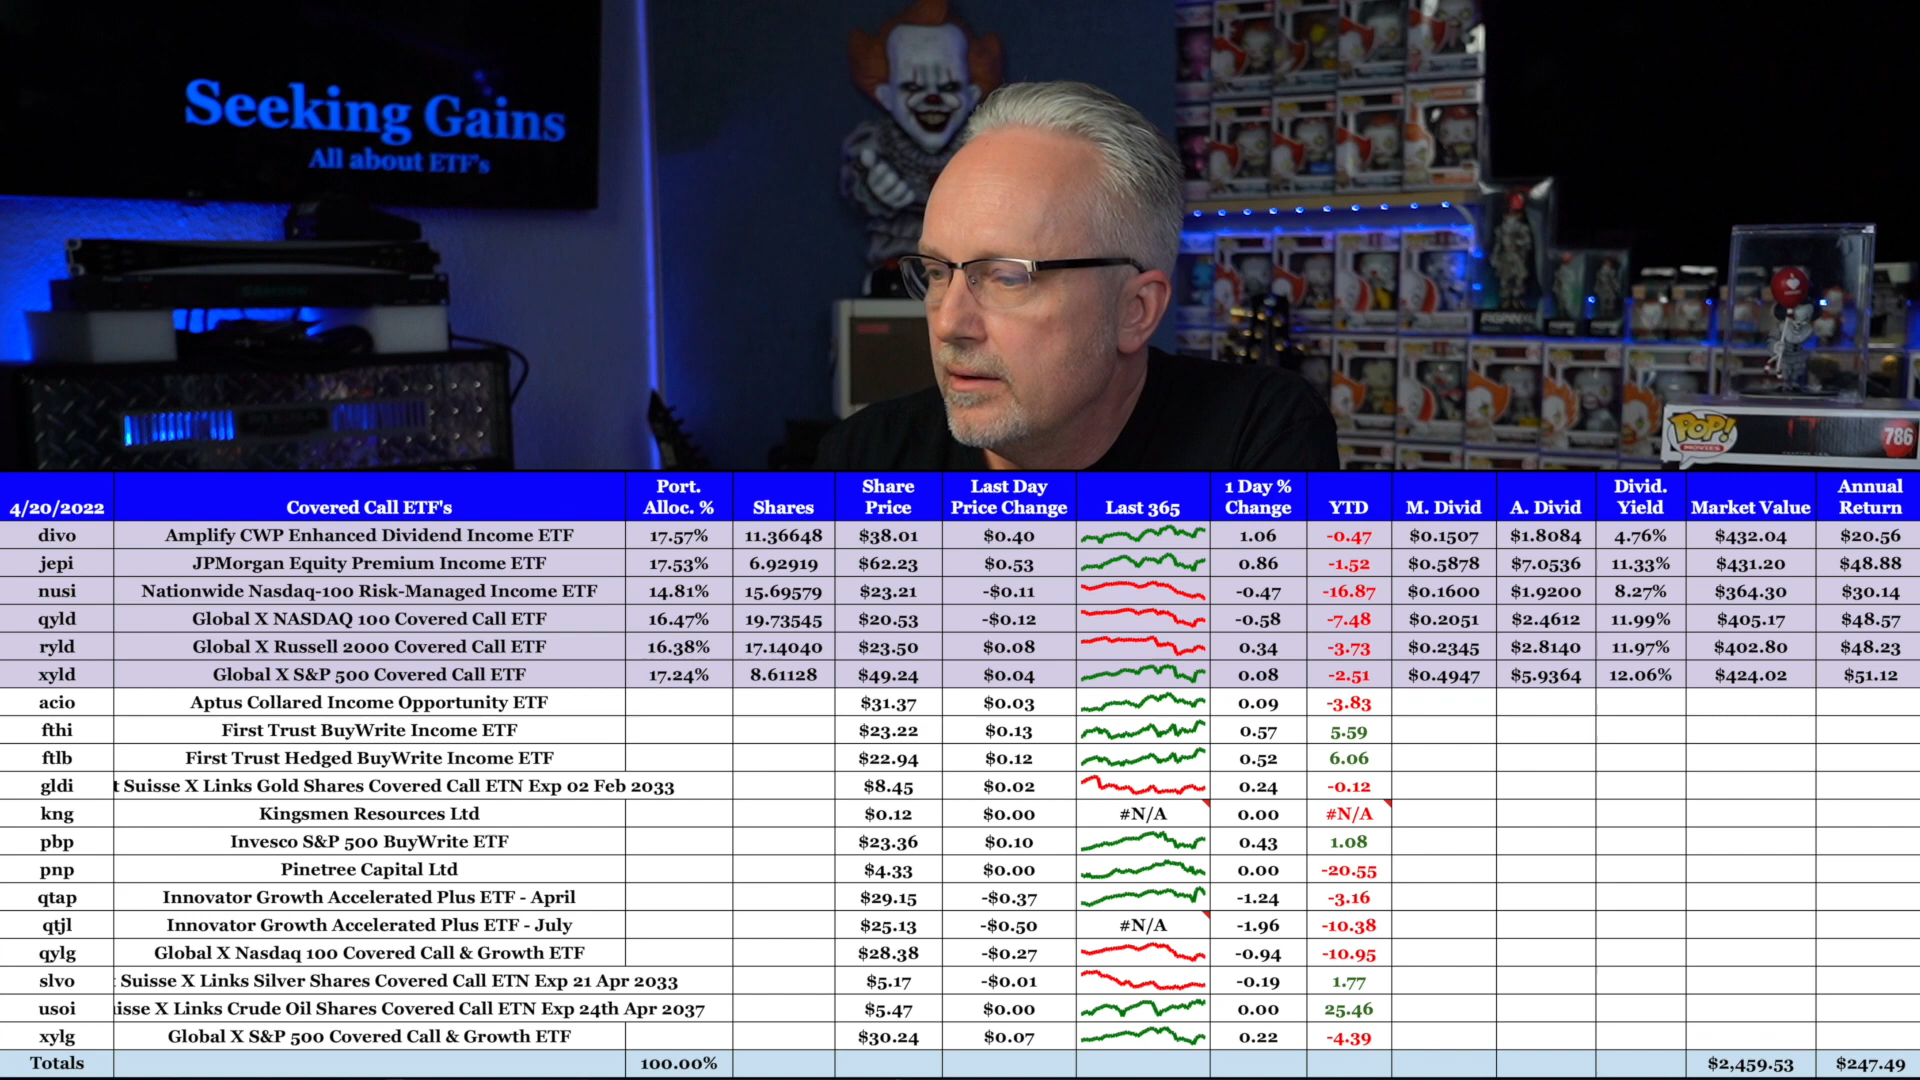 Seeking Gains
All about ETF's
SAMSON
POP!
MOVIES
786
4/20/2022 Covered Call ETF's Port. Alloc. % Shares Share Price Last Day Price Change Last 365 1 Day % Change YTD M. Divid A. Divid Divid. Yield Market Value Annual Return
divo Amplify CWP Enhanced Dividend Income ETF 17.57% 11.36648 $38.01 $0.40 1.06 -0.47 $0.1507 $1.8084 4.76% $432.04 $20.56
jepi JPMorgan Equity Premium Income ETF 17.53% 6.92919 $62.23 $0.53 0.86 -1.52 $0.5878 $7.0536 11.33% $431.20 $48.88
nusi Nationwide Nasdaq-100 Risk-Managed Income ETF 14.81% 15.69579 $23.21 -$0.11 -0.47 -16.87 $0.1600 $1.9200 8.27% $364.30 $30.14
qyld Global X NASDAQ 100 Covered Call ETF 16.47% 19.73545 $20.53 -$0.12 -0.58 -7.48 $0.2051 $2.4612 11.99% $405.17 $48.57
ryld Global X Russell 2000 Covered Call ETF 16.38% 17.14040 $23.50 $0.08 0.34 -3.73 $0.2345 $2.8140 11.97% $402.80 $48.23
xyld Global X S&P 500 Covered Call ETF 17.24% 8.61128 $49.24 $0.04 0.08 -2.51 $0.4947 $5.9364 12.06% $424.02 $51.12
acio Aptus Collared Income Opportunity ETF $31.37 $0.03 0.09 -3.83
fthi First Trust BuyWrite Income ETF $23.22 $0.13 0.57 5.59
ftlb First Trust Hedged BuyWrite Income ETF $22.94 $0.12 0.52 6.06
gldi t Suisse X Links Gold Shares Covered Call ETN Exp 02 Feb 2033 $8.45 $0.02 0.24 -0.12
kng Kingsmen Resources Ltd $0.12 $0.00 #N/A 0.00 #N/A
pbp Invesco S&P 500 BuyWrite ETF $23.36 $0.10 0.43 1.08
pnp Pinetree Capital Ltd $4.33 $0.00 0.00 -20.55
qtap Innovator Growth Accelerated Plus ETF - April $29.15 -$0.37 -1.24 -3.16
qtjl Innovator Growth Accelerated Plus ETF - July $25.13 -$0.50 #N/A -1.96 -10.38
qylg Global X Nasdaq 100 Covered Call & Growth ETF $28.38 -$0.27 -0.94 -10.95
slvo Suisse X Links Silver Shares Covered Call ETN Exp 21 Apr 2033 $5.17 -$0.01 -0.19 1.77
usoi isse X Links Crude Oil Shares Covered Call ETN Exp 24th Apr 2037 $5.47 $0.00 0.00 25.46
xylg Global X S&P 500 Covered Call & Growth ETF $30.24 $0.07 0.22 -4.39
Totals 100.00% $2,459.53 $247.49